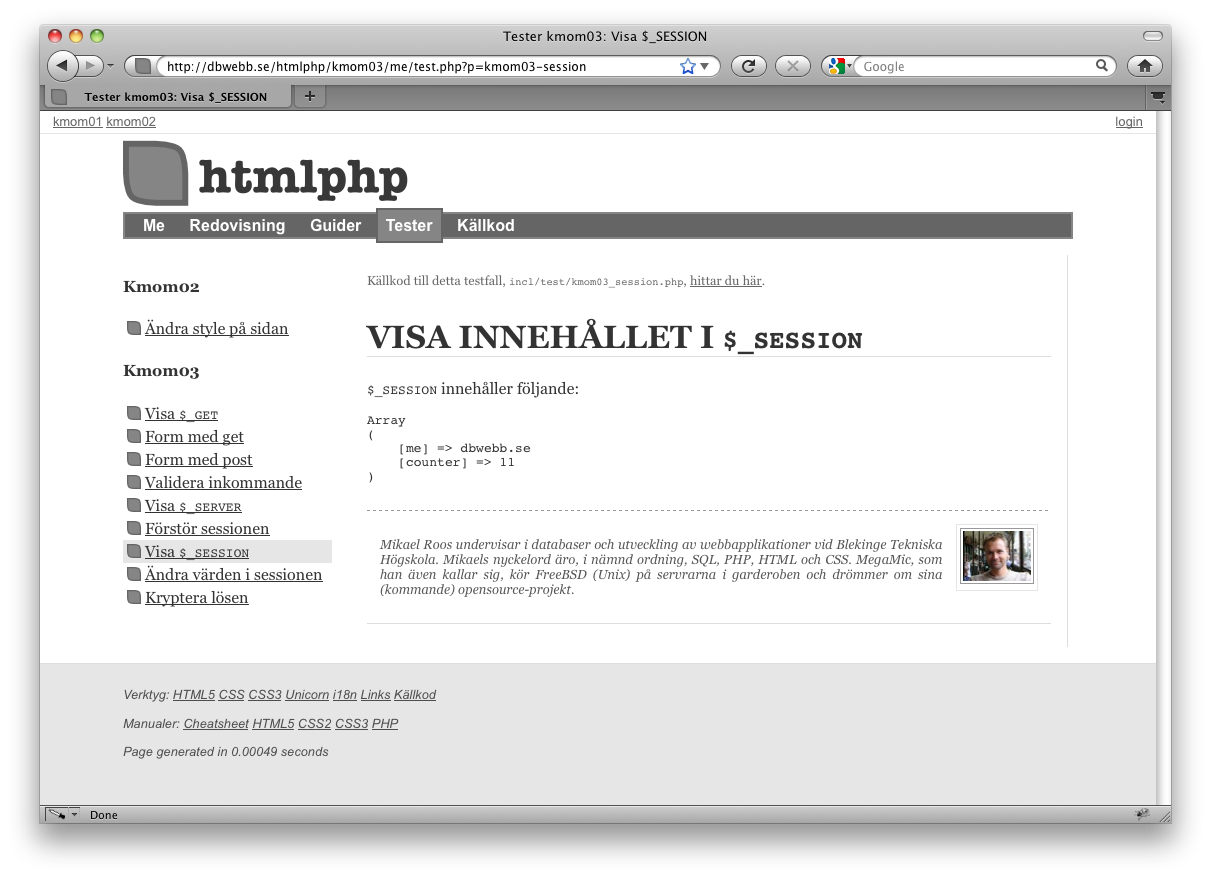 Tester kmom03: Visa $_SESSION
http://dbwebb.se/htmlphp/kmom03/me/test.php?p=kmom03-session
Google
Tester kmom03: Visa $_SESSION
+
kmom01 kmom02
login
htmlphp
Me Redovisning Guider Tester Källkod
Kmom02
Ändra style på sidan
Kmom03
Visa $_GET
Form med get
Form med post
Validera inkommande
Visa $_SERVER
Förstör sessionen
Visa $_SESSION
Ändra värden i sessionen
Kryptera lösen
Källkod till detta testfall, incl/test/kmom03_session.php, hittar du här.
VISA INNEHÅLLET I $_SESSION
$_SESSION innehåller följande:
Array
(
[me] => dbwebb.se
[counter] => 11
)
Mikael Roos undervisar i databaser och utveckling av webbapplikationer vid Blekinge Tekniska
Högskola. Mikaels nyckelord äro, i nämnd ordning, SQL, PHP, HTML och CSS. MegaMic, som
han även kallar sig, kör FreeBSD (Unix) på servrarna i garderoben och drömmer om sina
(kommande) opensource-projekt.
Verktyg: HTML5 CSS CSS3 Unicorn i18n Links Källkod
Manualer: Cheatsheet HTML5 CSS2 CSS3 PHP
Page generated in 0.00049 seconds
Done